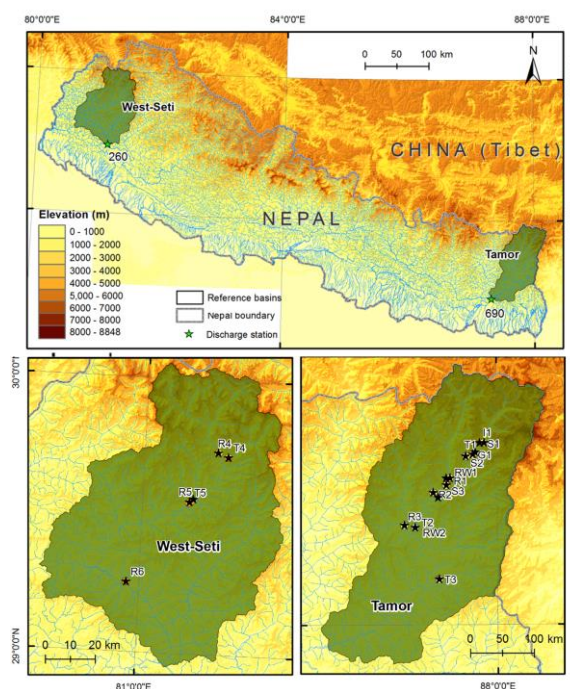 80°0'0"E
84°0'0"E
88°0'0"E
0 50 100 km
N
West-Seti
260
CHINA (Tibet)
NEPAL
Tamor
690
Elevation (m)
0 - 1000
1000 - 2000
2000 - 3000
3000 - 4000
4000 - 5000
5,000 - 6000
6000 - 7000
7000 - 8000
8000 - 8848
Reference basins
Nepal boundary
Discharge station
30°0'0"N
29°0'0"N
R4
T4
R5
T5
West-Seti
R6
0 10 20 km
81°0'0"E
I1
T1
S1
G1
S2
RW1
R1
S3
R2
R3
T2
RW2
T3
Tamor
0 50 100 km
88°0'0"E